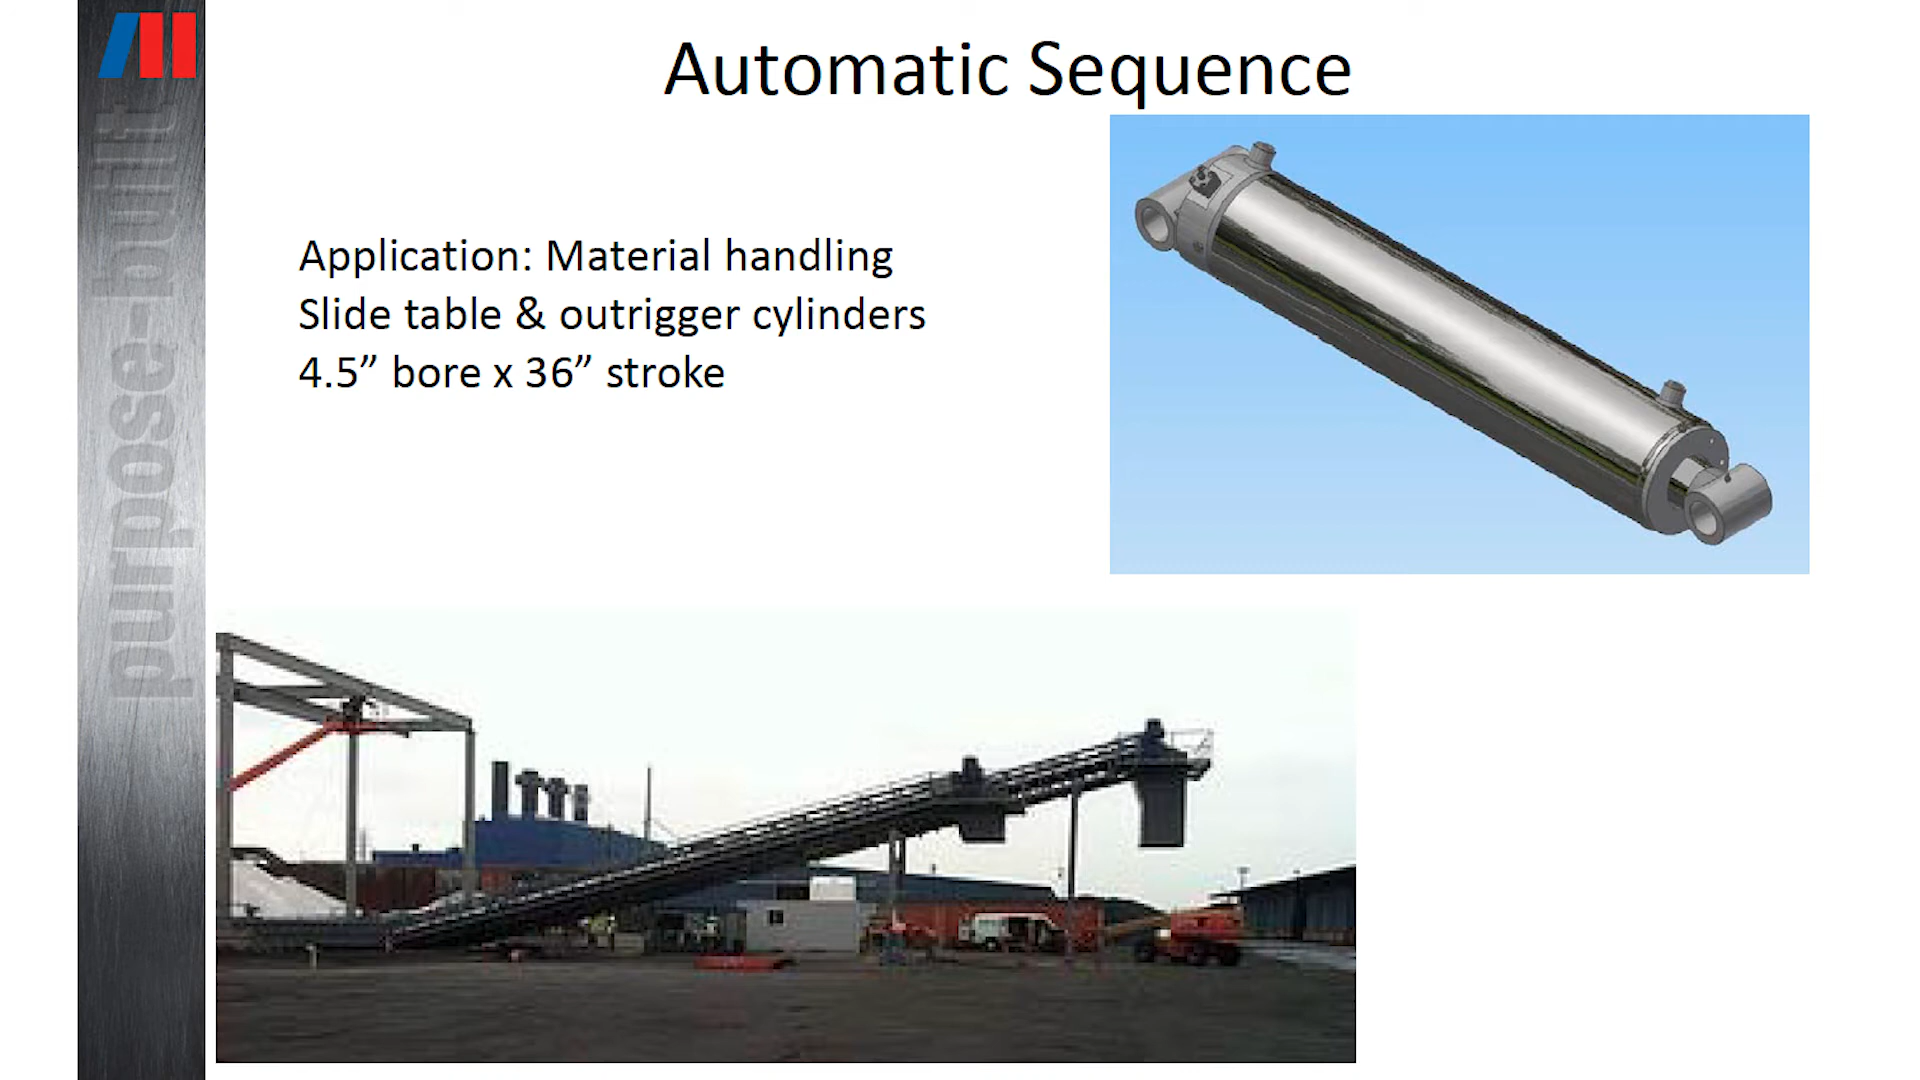 Automatic Sequence
Application: Material handling
Slide table & outrigger cylinders
4.5” bore x 36” stroke
purpose-built